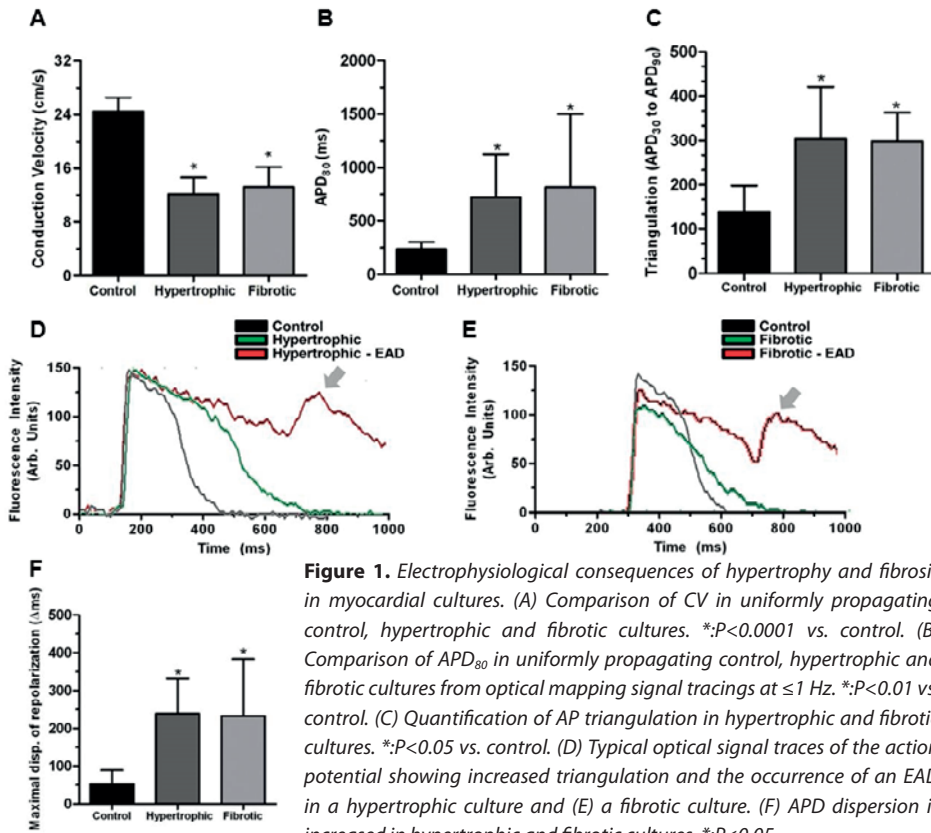 A
B
C
Conduction Velocity (cm/s)
32
24
16
8
0
*
*
Control
Hypertrophic
Fibrotic
APD80 (ms)
2000
1500
1000
500
0
*
*
Control
Hypertrophic
Fibrotic
Triangulation (APD30 to APD90)
500
400
300
200
100
0
*
*
Control
Hypertrophic
Fibrotic
D
Control
Hypertrophic
Hypertrophic - EAD
Fluorescence Intensity
(Arb. Units)
150
100
50
0
0
200
400
600
800
1000
Time (ms)
E
Control
Fibrotic
Fibrotic - EAD
Fluorescence Intensity
(Arb. Units)
150
100
50
0
0
200
400
600
800
1000
Time (ms)
F
Maximal disp. of repolarization (Δms)
500
400
300
200
100
0
*
*
Control
Hypertrophic
Fibrotic
Figure 1. Electrophysiological consequences of hypertrophy and fibrosi
in myocardial cultures. (A) Comparison of CV in uniformly propagating
control, hypertrophic and fibrotic cultures. *:P<0.0001 vs. control. (B
Comparison of APD80 in uniformly propagating control, hypertrophic and
fibrotic cultures from optical mapping signal tracings at ≤1 Hz. *:P<0.01 vs
control. (C) Quantification of AP triangulation in hypertrophic and fibroti
cultures. *:P<0.05 vs. control. (D) Typical optical signal traces of the action
potential showing increased triangulation and the occurrence of an EAD
in a hypertrophic culture and (E) a fibrotic culture. (F) APD dispersion i
increased in hypertrophic and fibrotic cultures. *:P<0.05